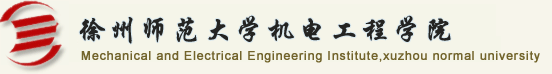 徐州师范大学机电工程学院
Mechanical and Electrical Engineering Institute,xuzhou normal university